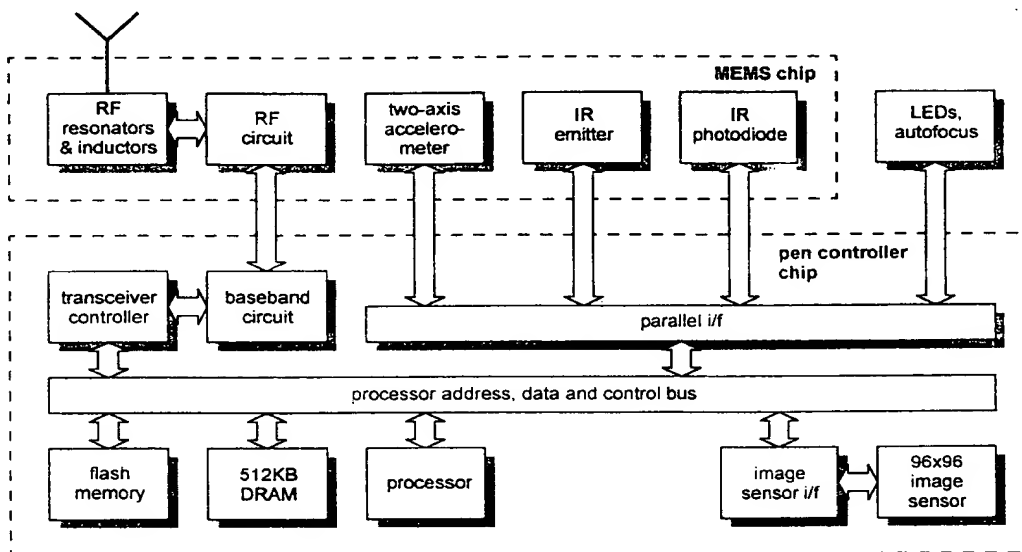 MEMS chip
RF
resonators
& inductors
RF
circuit
two-axis
accelero-
meter
IR
emitter
IR
photodiode
LEDs,
autofocus
pen controller
chip
transceiver
controller
baseband
circuit
parallel i/f
processor address, data and control bus
flash
memory
512KB
DRAM
processor
image
sensor i/f
96x96
image
sensor